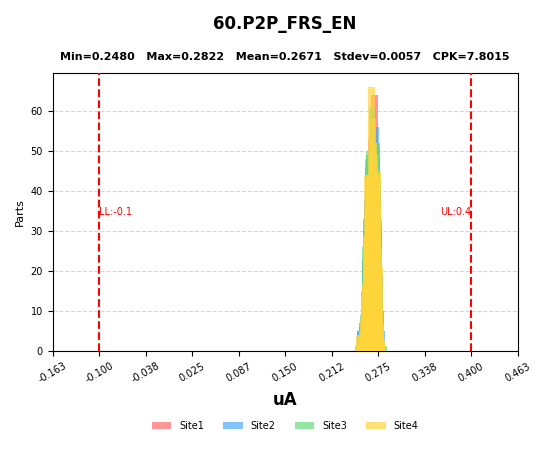 60.P2P_FRS_EN
Min=0.2480 Max=0.2822 Mean=0.2671 Stdev=0.0057 CPK=7.8015
60
50
40
30
20
10
0
Parts
LL:-0.1
UL:0.4
-0.163 -0.100 -0.038 0.025 0.087 0.150 0.212 0.275 0.338 0.400 0.463
uA
Site1 Site2 Site3 Site4